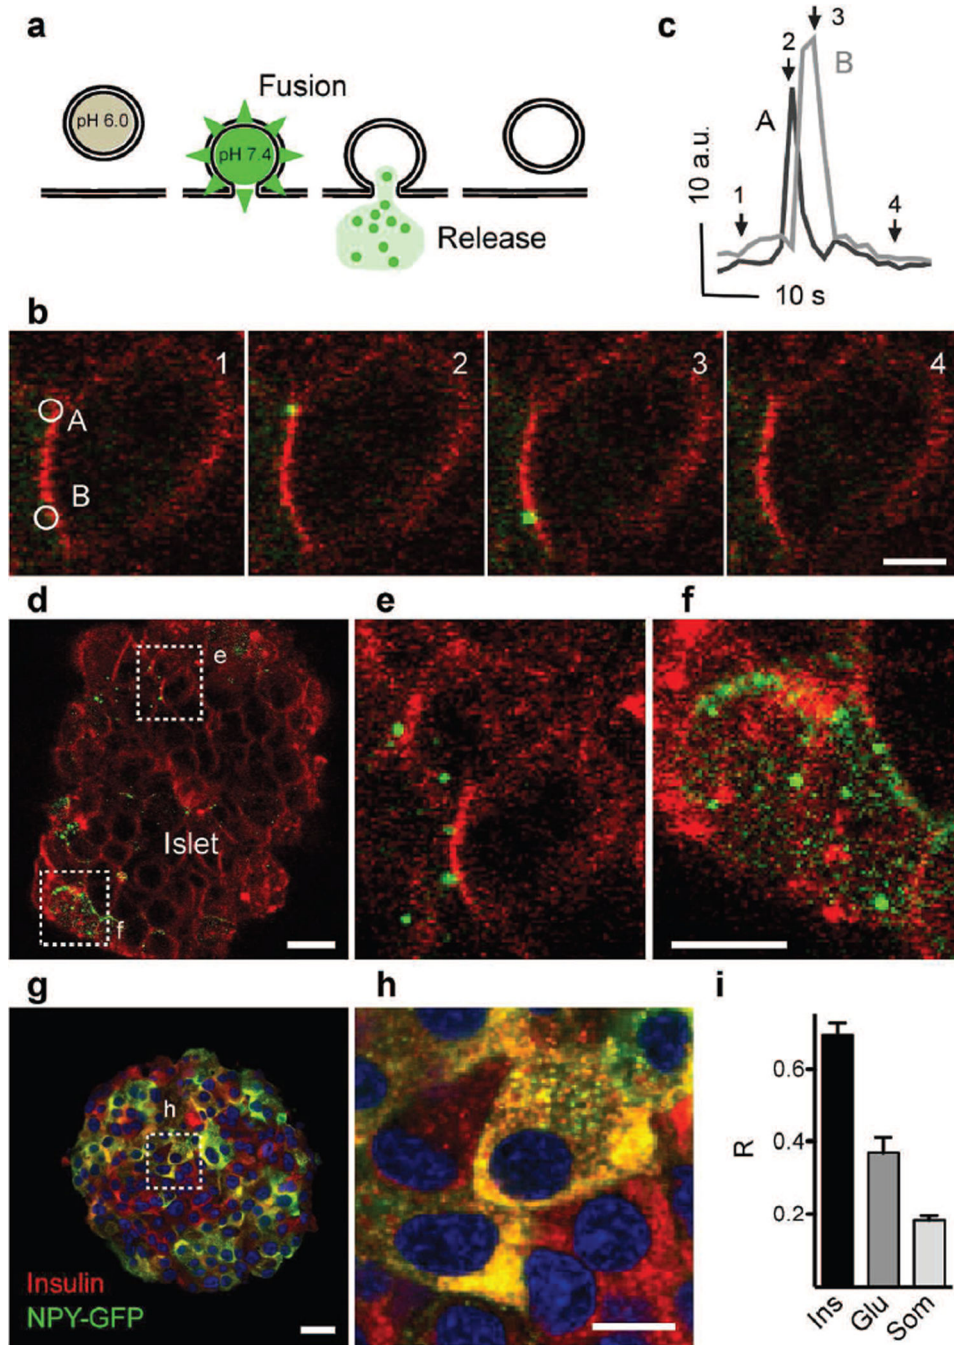 a
Fusion
pH 6.0
pH 7.4
Release
c
3
2
B
A
10 a.u.
1
4
10 s
b
1
2
3
4
A
B
d
e
f
e
Islet
f
g
h
i
h
Insulin
NPY-GFP
R
0.6
0.4
0.2
Ins
Glu
Som